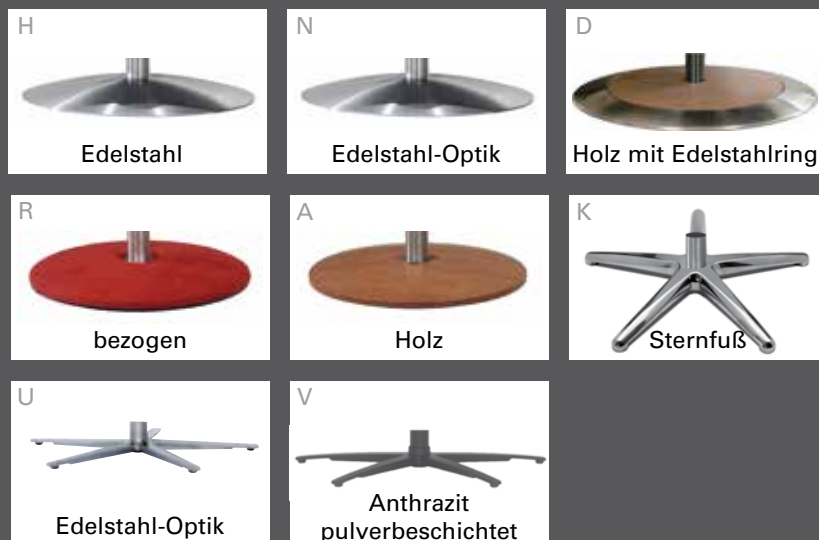 H
Edelstahl
N
Edelstahl-Optik
D
Holz mit Edelstahlring
R
bezogen
A
Holz
K
Sternfuß
U
Edelstahl-Optik
V
Anthrazit
pulverbeschichtet